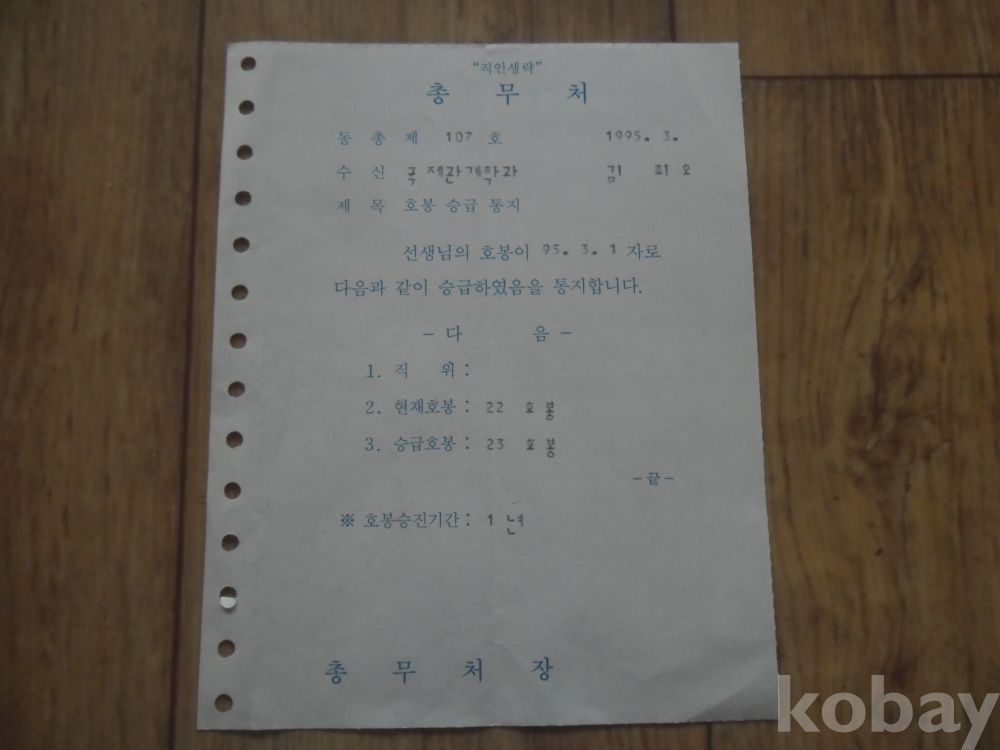 "직인생략"
총 무 처
동 총 제 107 호 1995. 3.
수 신 국제관계학과 김 희오
제 목 호봉 승급 통지
선생님의 호봉이 95. 3. 1 자로
다음과 같이 승급하였음을 통지합니다.
- 다 음 -
1. 직 위 :
2. 현재호봉 : 22 호봉
3. 승급호봉 : 23 호봉
- 끝 -
※ 호봉승진기간 : 1 년
총 무 처 장
kobay